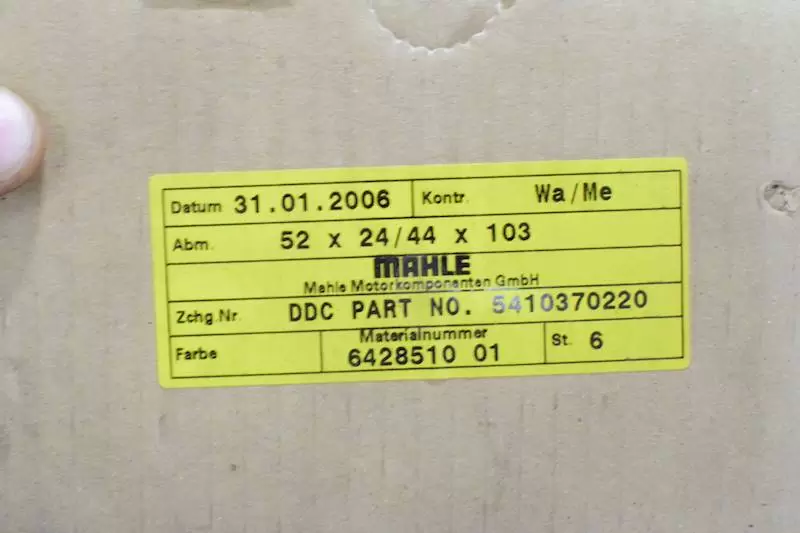 Datum 31.01.2006 Kontr. Wa/Me
Abm. 52 x 24/44 x 103
MAHLE
Mahle Motorkomponenten GmbH
Zchg.Nr. DDC PART NO. 5410370220
Materialnummer
Farbe 6428510 01 St. 6